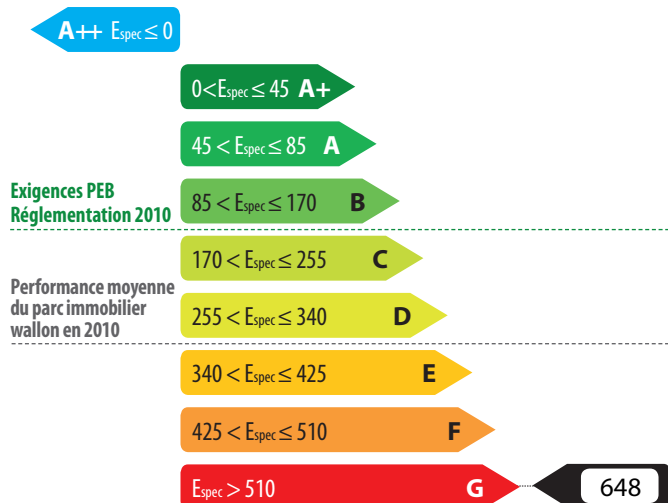 A++ Espec ≤ 0
0<Espec ≤ 45 A+
45 < Espec ≤ 85 A
Exigences PEB
Réglementation 2010
85 < Espec ≤ 170 B
170 < Espec ≤ 255 C
Performance moyenne
du parc immobilier
wallon en 2010
255 < Espec ≤ 340 D
340 < Espec ≤ 425 E
425 < Espec ≤ 510 F
Espec > 510 G 648